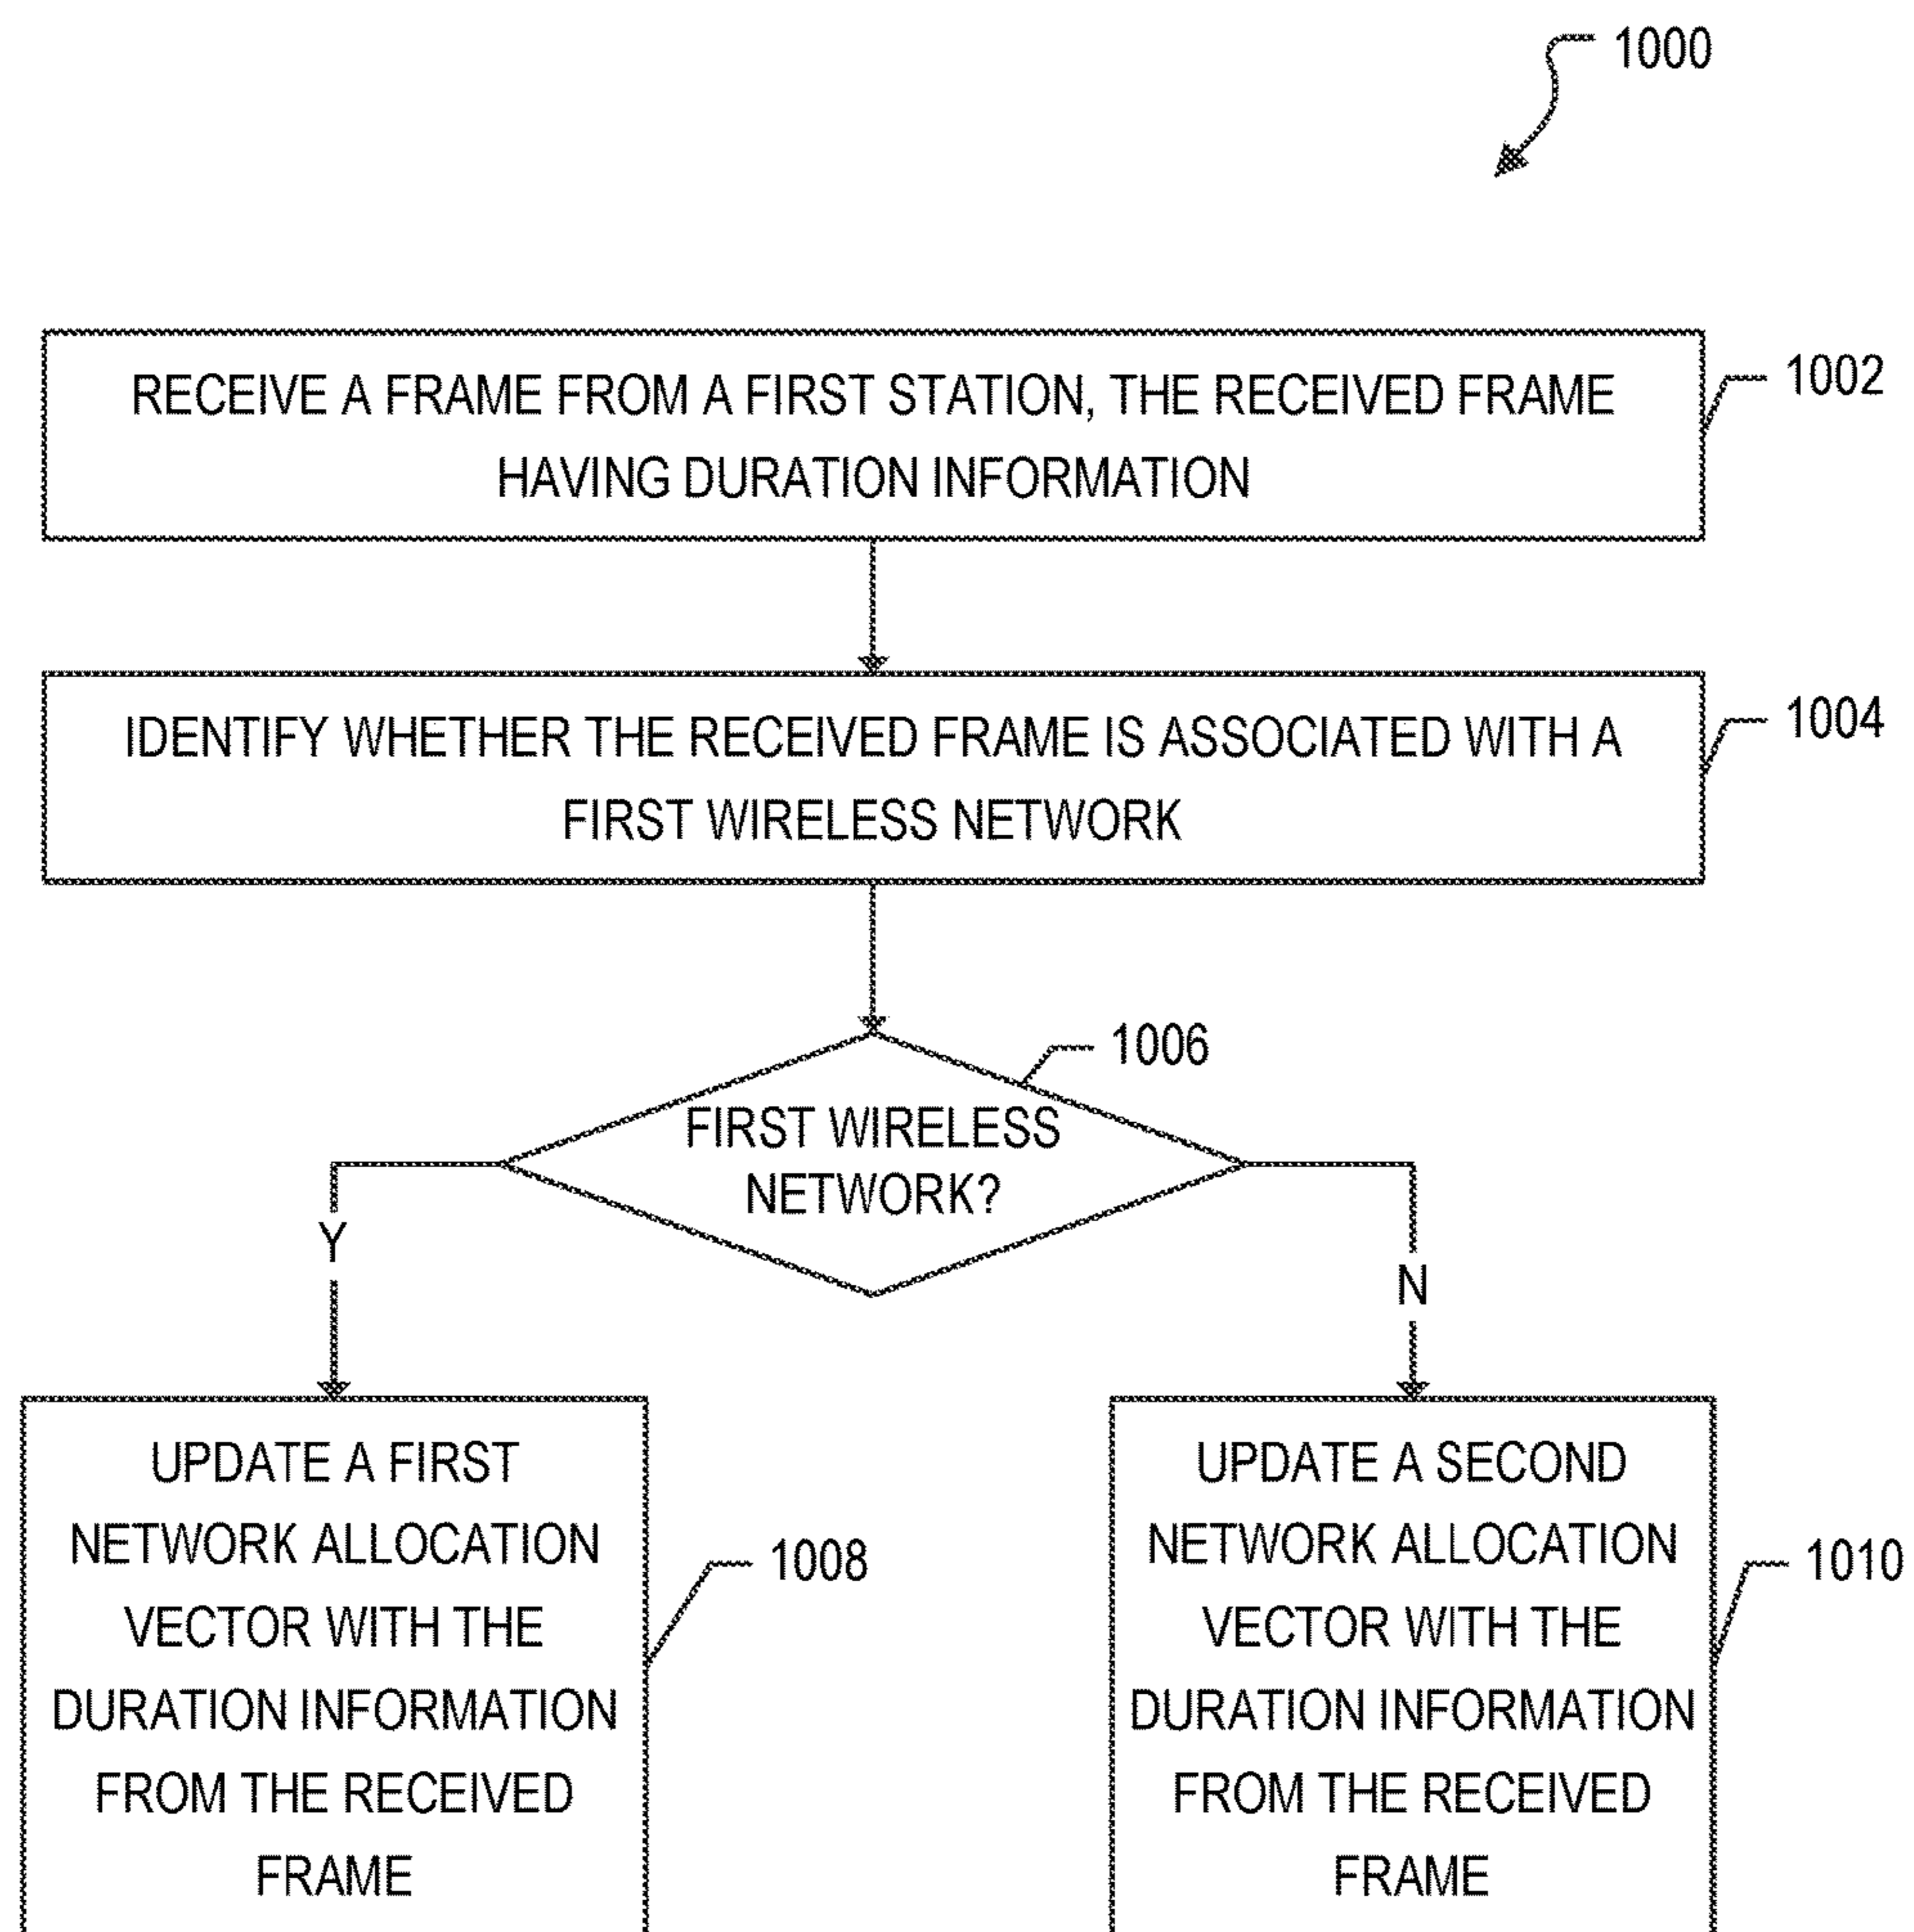 1000
RECEIVE A FRAME FROM A FIRST STATION, THE RECEIVED FRAME
HAVING DURATION INFORMATION
1002
IDENTIFY WHETHER THE RECEIVED FRAME IS ASSOCIATED WITH A
FIRST WIRELESS NETWORK
1004
1006
FIRST WIRELESS
NETWORK?
Y
N
UPDATE A FIRST
NETWORK ALLOCATION
VECTOR WITH THE
DURATION INFORMATION
FROM THE RECEIVED
FRAME
1008
UPDATE A SECOND
NETWORK ALLOCATION
VECTOR WITH THE
DURATION INFORMATION
FROM THE RECEIVED
FRAME
1010